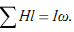 ∑ Hl = Iω.